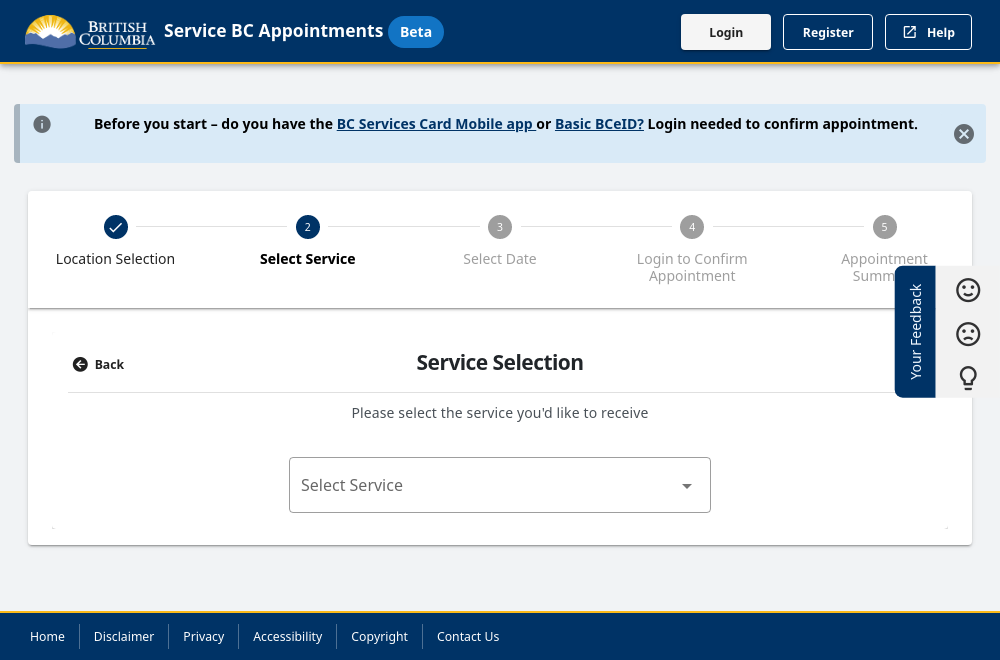 BRITISH
COLUMBIA
Service BC Appointments
Beta
Login
Register
Help
Before you start – do you have the BC Services Card Mobile app or Basic BCeID? Login needed to confirm appointment.
2
3
4
5
Location Selection
Select Service
Select Date
Login to Confirm
Appointment
Appointment
Summ
Your Feedback
Back
Service Selection
Please select the service you'd like to receive
Select Service
Home
Disclaimer
Privacy
Accessibility
Copyright
Contact Us